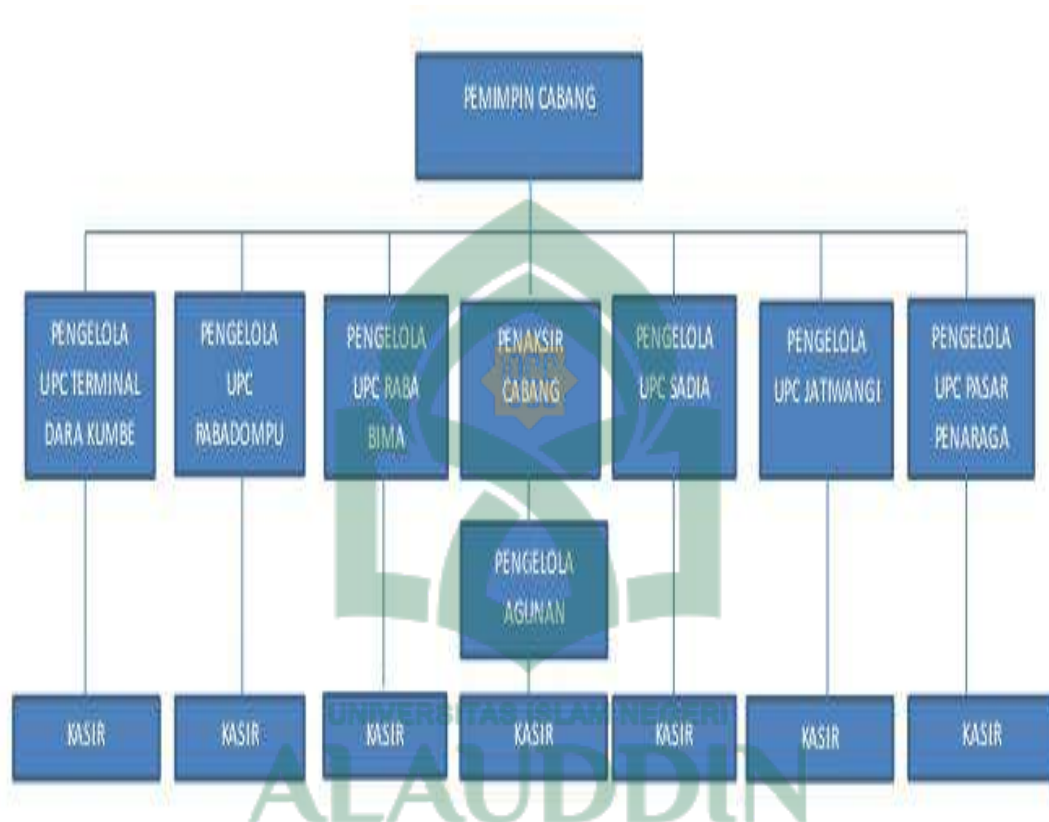 PEMIMPIN CABANG
PENGELOLA
UPC TERMINAL
DARA KUMBE
PENGELOLA
UPC
RABADOMPU
PENGELOLA
UPC RABA
BIMA
PENAKSIR
CABANG
PENGELOLA
UPC SADIA
PENGELOLA
UPC JATIWANGI
PENGELOLA
UPC PASAR
PENARAGA
PENGELOLA
AGUNAN
KASIR
KASIR
KASIR
KASIR
KASIR
KASIR
KASIR
UNIVERSITAS ISLAM NEGERI
ALAUDDIN